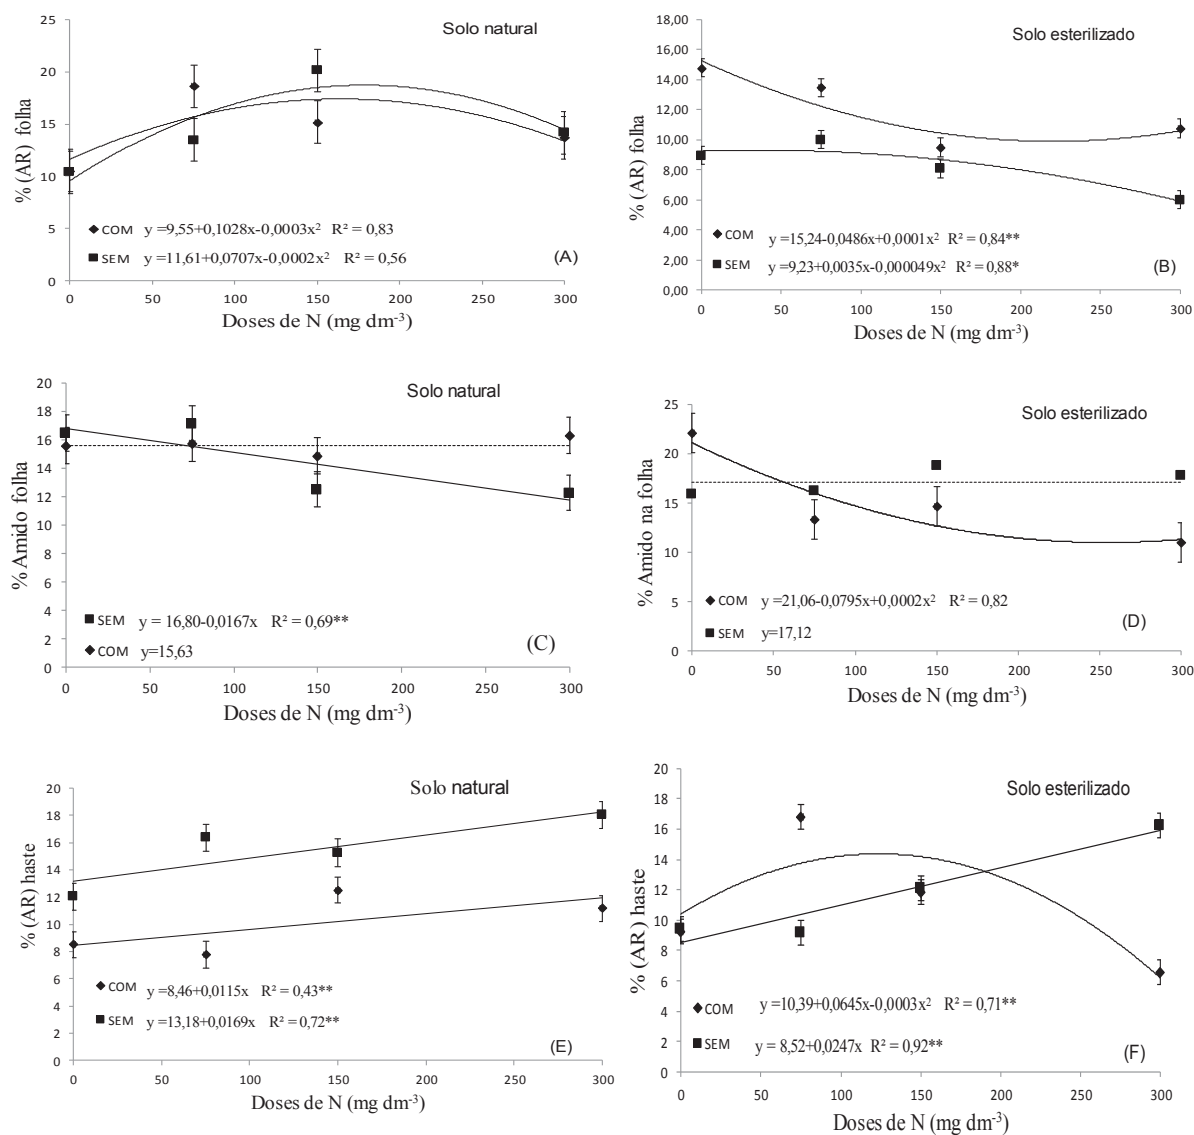 Solo natural
% (AR) folha
25
20
15
10
5
0
COM y =9,55+0,1028x-0,0003x² R² = 0,83
SEM y =11,61+0,0707x-0,0002x² R² = 0,56
(A)
0 50 100 150 200 250 300
Doses de N (mg dm⁻³)
Solo esterilizado
% (AR) folha
18,00
16,00
14,00
12,00
10,00
8,00
6,00
4,00
2,00
0,00
COM y =15,24-0,0486x+0,0001x² R² = 0,84**
SEM y =9,23+0,0035x-0,000049x² R² = 0,88*
(B)
0 50 100 150 200 250 300
Doses de N (mg dm⁻³)
Solo natural
% Amido folha
20
18
16
14
12
10
8
6
4
2
0
SEM y = 16,80-0,0167x R² = 0,69**
COM y=15,63
(C)
0 50 100 150 200 250 300
Doses de N (mg dm⁻³)
Solo esterilizado
% Amido na folha
25
20
15
10
5
0
COM y=21,06-0,0795x+0,0002x² R² = 0,82
SEM y=17,12
(D)
0 50 100 150 200 250 300
Doses de N (mg dm⁻³)
Solo natural
% (AR) haste
20
18
16
14
12
10
8
6
4
2
0
COM y =8,46+0,0115x R² = 0,43**
SEM y =13,18+0,0169x R² = 0,72**
(E)
0 50 100 150 200 250 300
Doses de N (mg dm⁻³)
Solo esterilizado
% (AR) haste
20
18
16
14
12
10
8
6
4
2
0
COM y =10,39+0,0645x-0,0003x² R² = 0,71**
SEM y = 8,52+0,0247x R² = 0,92**
(F)
0 50 100 150 200 250 300
Doses de N (mg dm⁻³)